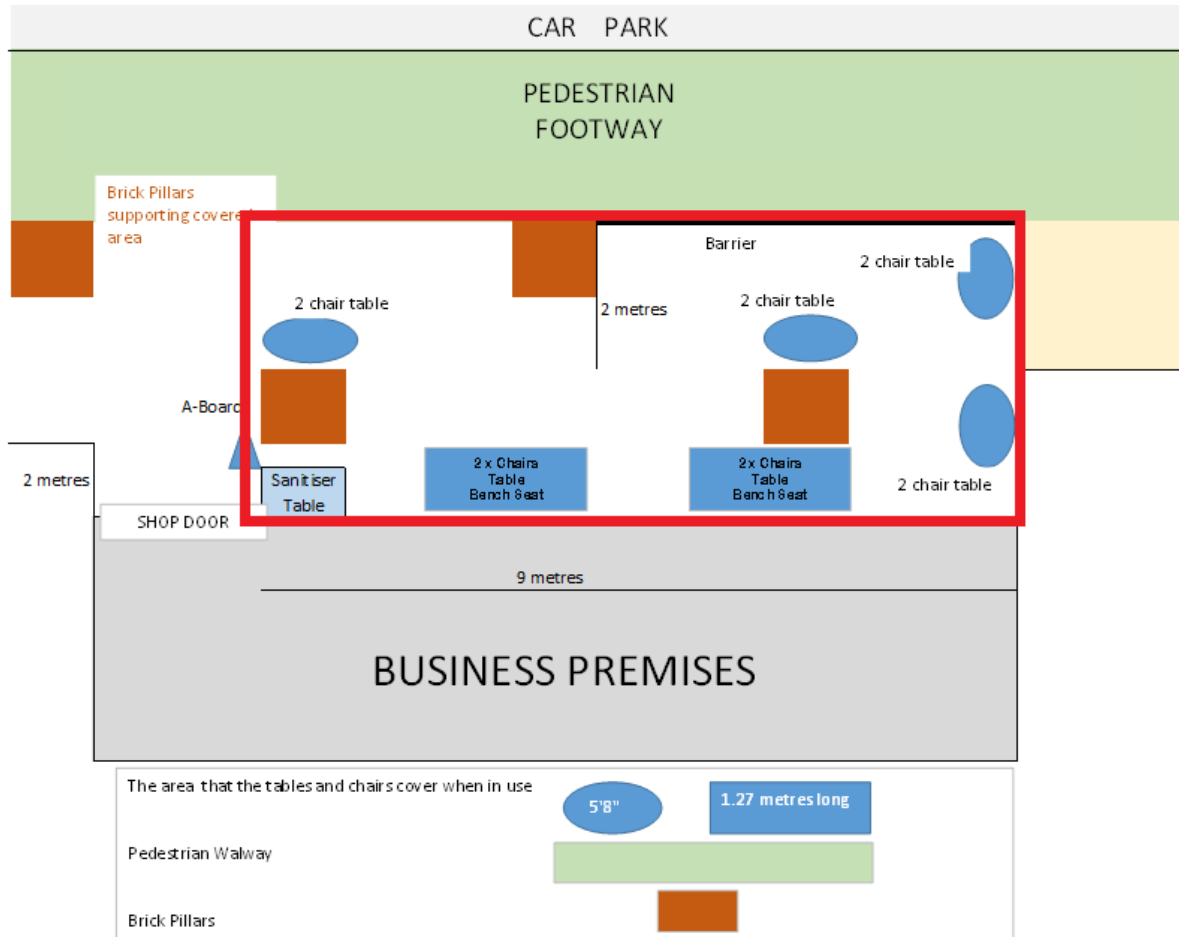 CAR PARK
PEDESTRIAN
FOOTWAY
Brick Pillars
supporting covered
area
Barrier
2 chair table
2 chair table
2 chair table
2 metres
A-Board
2 metres
Sanitiser
Table
2 x Chairs
Table
Bench Seat
2 x Chairs
Table
Bench Seat
2 chair table
SHOP DOOR
9 metres
BUSINESS PREMISES
The area that the tables and chairs cover when in use
5'8"
1.27 metres long
Pedestrian Walway
Brick Pillars